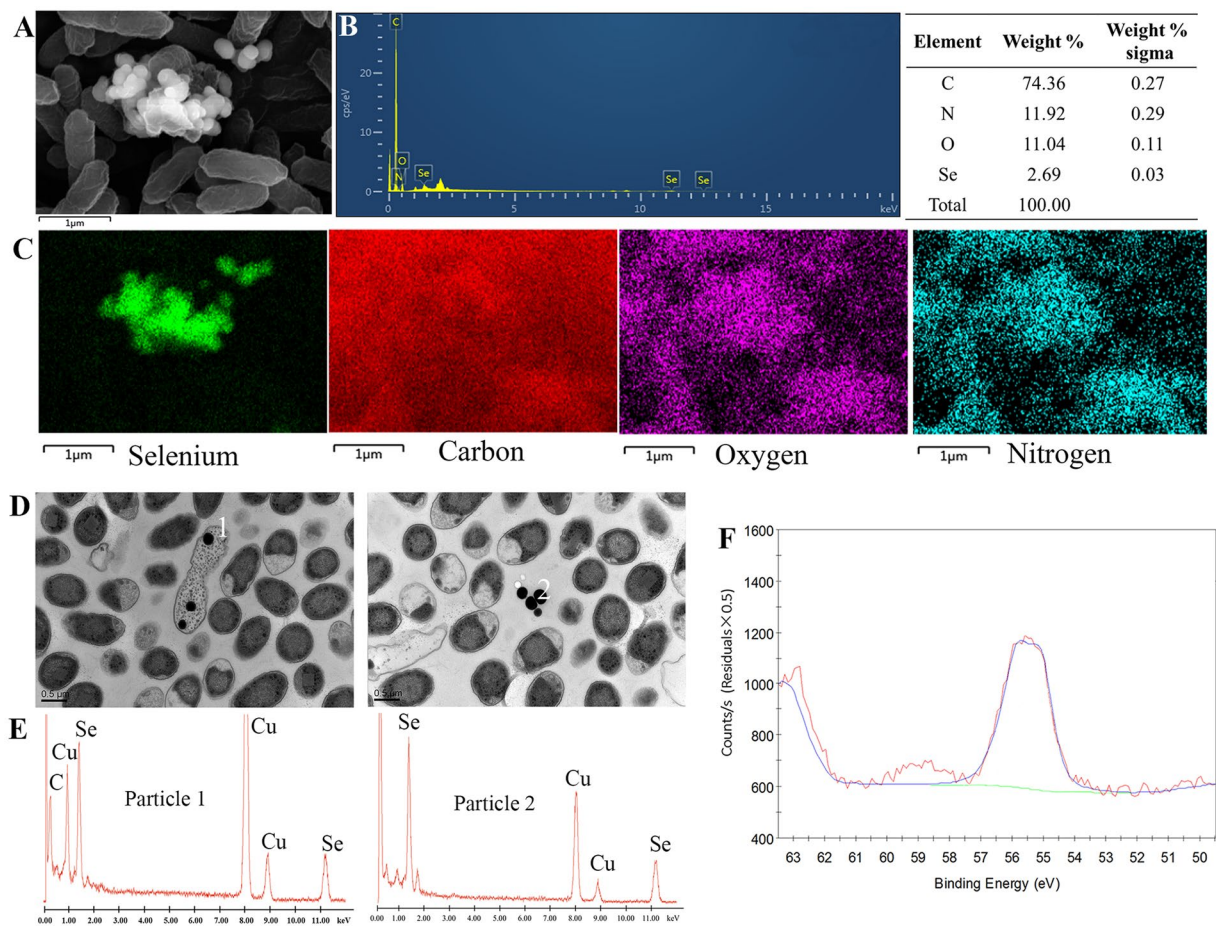 A
1μm
B
cps/eV
20
10
0
C
O
N
Se
Se
Se
0
5
10
15
keV
Element Weight % Weight % sigma
C 74.36 0.27
N 11.92 0.29
O 11.04 0.11
Se 2.69 0.03
Total 100.00
C
1μm Selenium
1μm Carbon
1μm Oxygen
1μm Nitrogen
D
1
0.5 μm
2
0.5 μm
E
C
Cu
Se
Particle 1
Cu
Cu
Se
0.00 1.00 2.00 3.00 4.00 5.00 6.00 7.00 8.00 9.00 10.00 11.00 keV
Se
Particle 2
Cu
Cu
Se
0.00 1.00 2.00 3.00 4.00 5.00 6.00 7.00 8.00 9.00 10.00 11.00 keV
F
Counts/s (Residuals×0.5)
1600
1400
1200
1000
800
600
400
63 62 61 60 59 58 57 56 55 54 53 52 51 50
Binding Energy (eV)